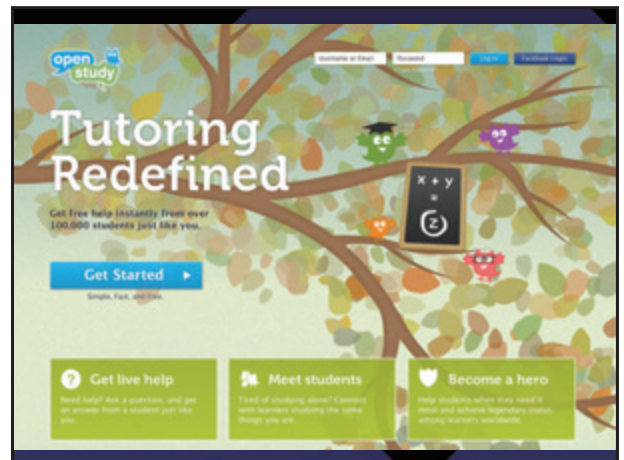 open
study
Username or Email Password Log In Facebook Login
Tutoring
Redefined
Get free help instantly from over
100,000 students just like you.
x + y
=
z
Get Started
Simple, Fast, and Free.
? Get live help
Need help? Ask a question, and get
an answer from a student just like
you.
Meet students
Tired of studying alone? Connect
with learners studying the same
things you are.
Become a hero
Help students when they need it
most and achieve legendary status
among learners worldwide.